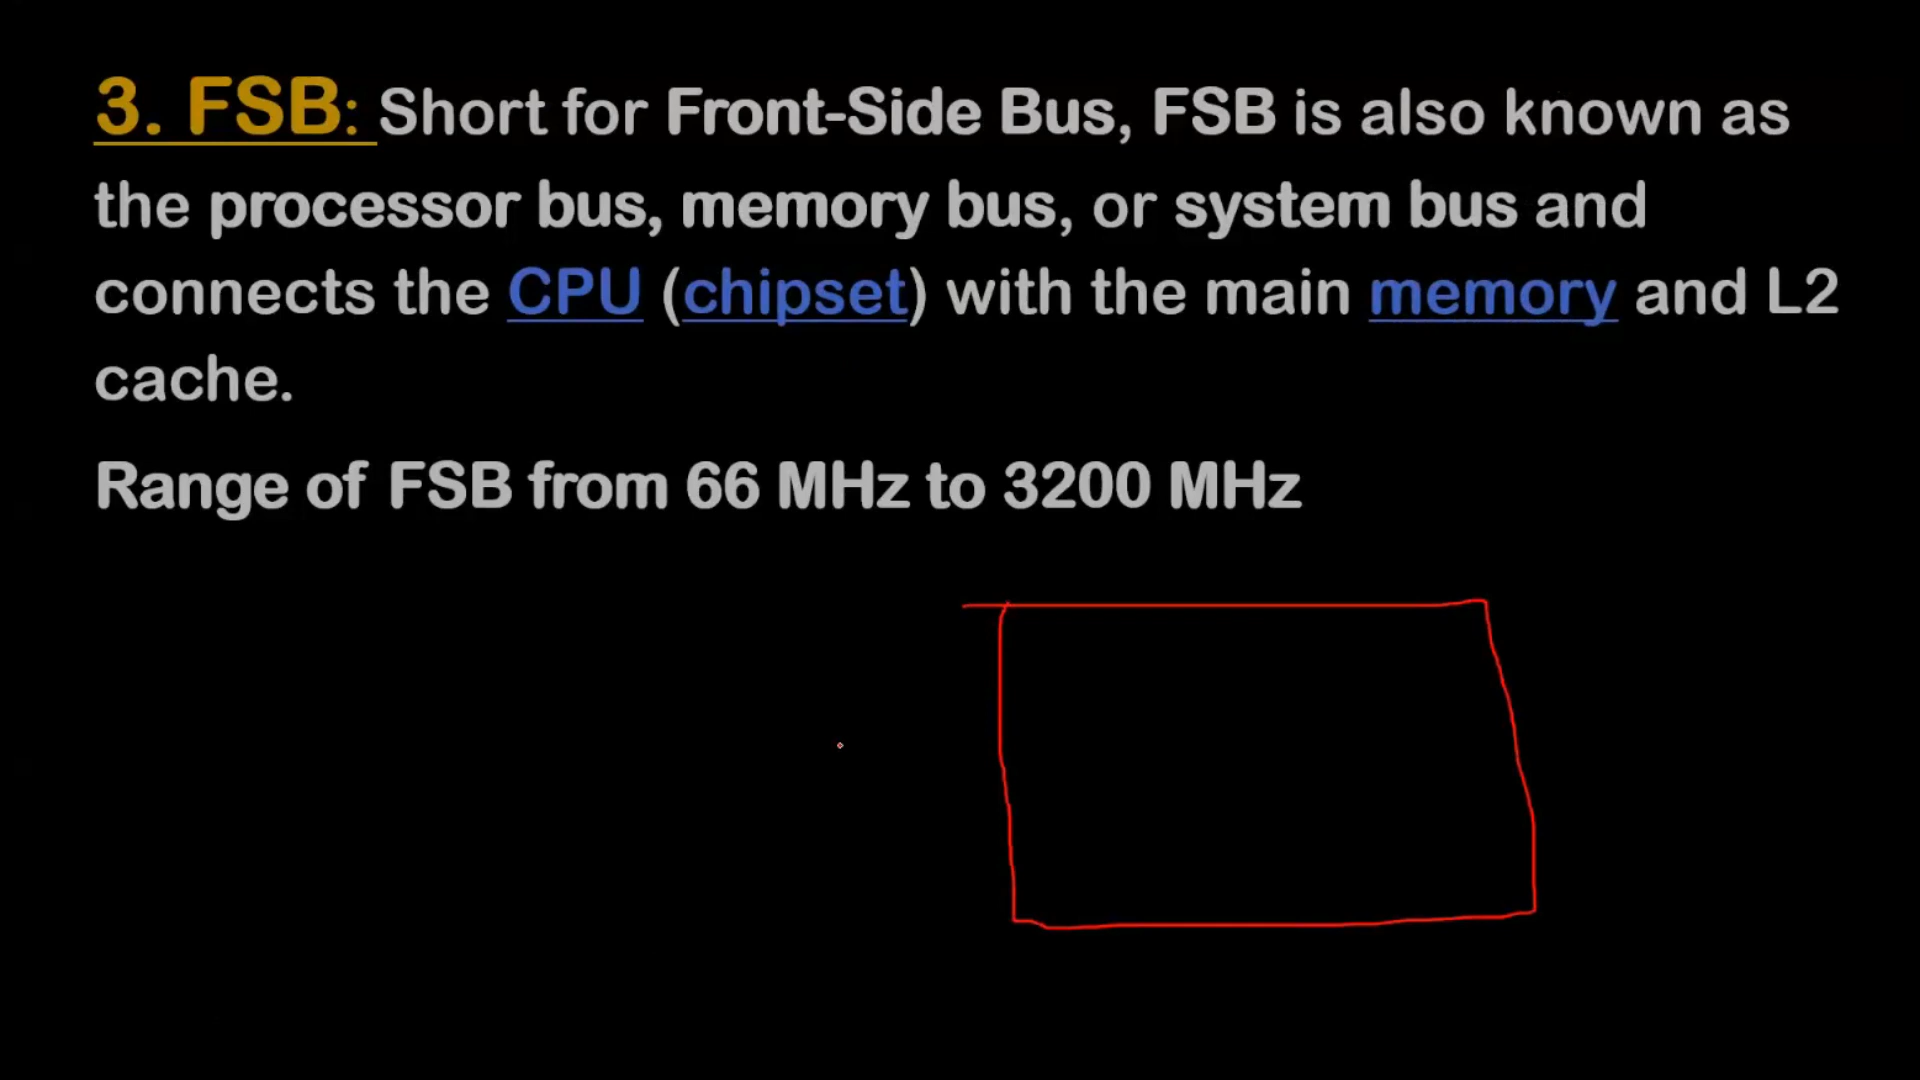 3. FSB: Short for Front-Side Bus, FSB is also known as
the processor bus, memory bus, or system bus and
connects the CPU (chipset) with the main memory and L2
cache.
Range of FSB from 66 MHz to 3200 MHz